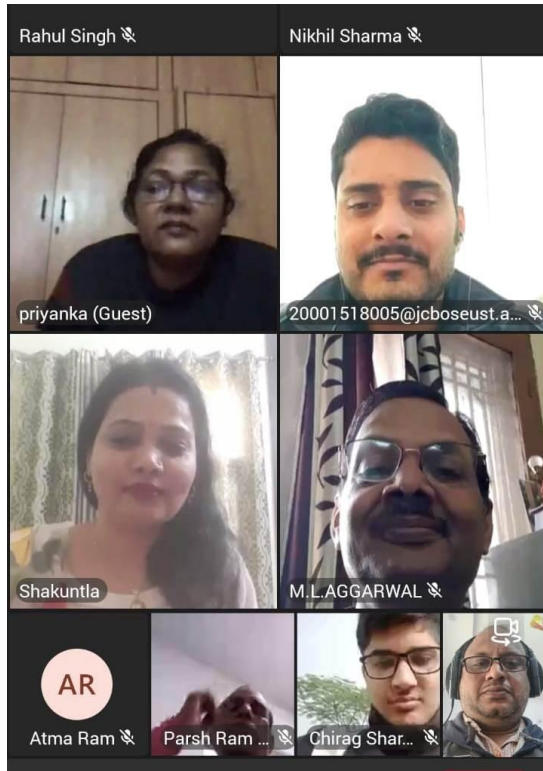 Rahul Singh
Nikhil Sharma
priyanka (Guest)
20001518005@jcboseust.a...
Shakuntla
M.L.AGGARWAL
AR
Atma Ram
Parsh Ram ...
Chirag Shar...